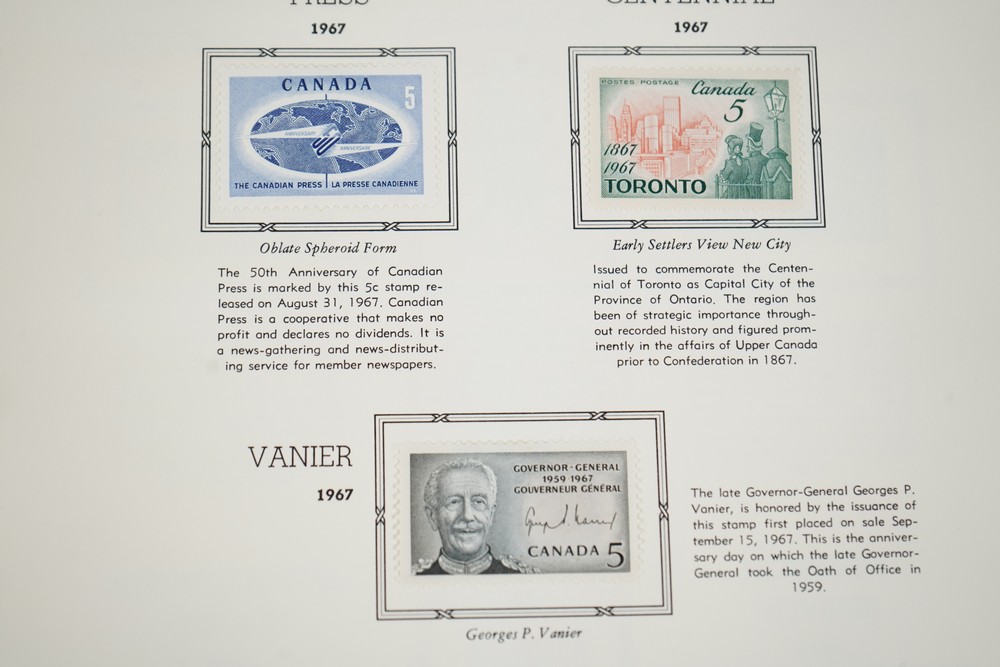 PRESS
1967
CANADA
5
ANNIVERSARY
ANNIVERSAIRE
THE CANADIAN PRESS LA PRESSE CANADIENNE
Oblate Spheroid Form
The 50th Anniversary of Canadian
Press is marked by this 5c stamp re-
leased on August 31, 1967. Canadian
Press is a cooperative that makes no
profit and declares no dividends. It is
a news-gathering and news-distribut-
ing service for member newspapers.
CENTENNIAL
1967
POSTES POSTAGE
Canada
5
1867
1967
TORONTO
Early Settlers View New City
Issued to commemorate the Centen-
nial of Toronto as Capital City of the
Province of Ontario. The region has
been of strategic importance through-
out recorded history and figured prom-
inently in the affairs of Upper Canada
prior to Confederation in 1867.
VANIER
1967
GOVERNOR-GENERAL
1959 1967
GOUVERNEUR GÉNÉRAL
CANADA 5
Georges P. Vanier
The late Governor-General Georges P.
Vanier, is honored by the issuance of
this stamp first placed on sale Sep-
tember 15, 1967. This is the anniver-
sary day on which the late Governor-
General took the Oath of Office in
1959.